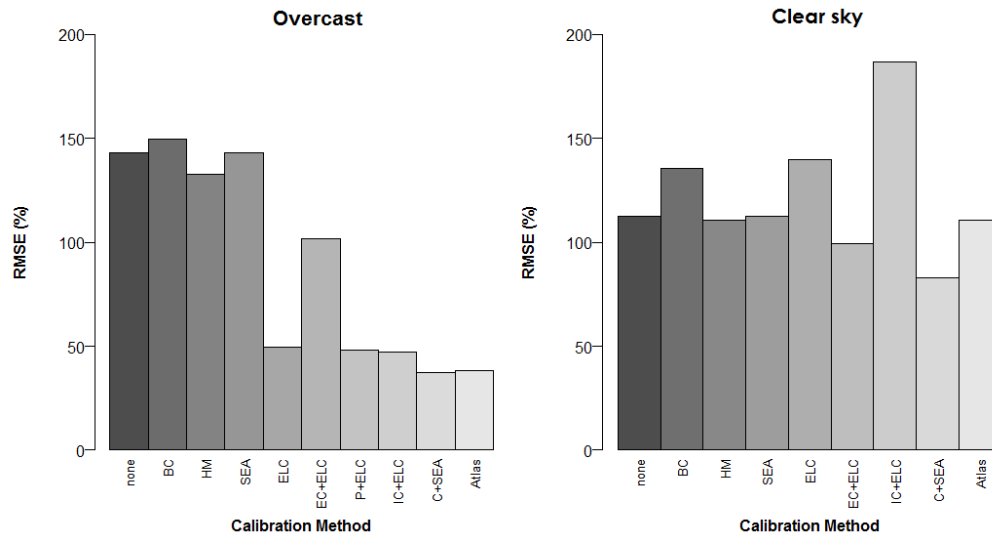 Overcast
200
150
100
50
0
RMSE (%)
none
BC
HM
SEA
ELC
EC+ELC
P+ELC
IC+ELC
C+SEA
Atlas
Calibration Method
Clear sky
200
150
100
50
0
RMSE (%)
none
BC
HM
SEA
ELC
EC+ELC
IC+ELC
C+SEA
Atlas
Calibration Method